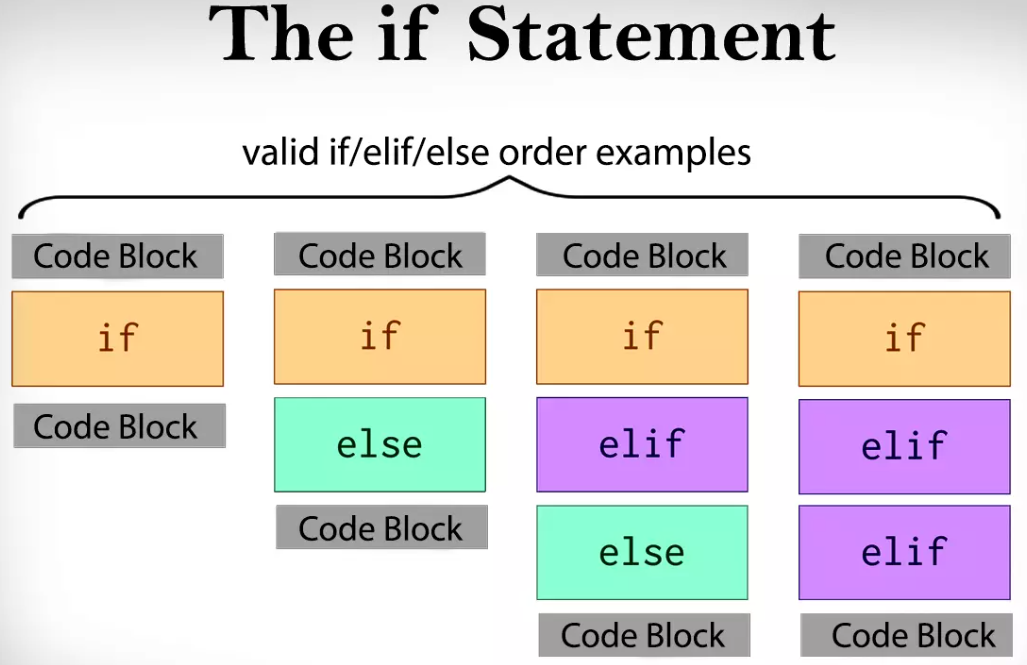 The if Statement
valid if/elif/else order examples
Code Block
if
Code Block
Code Block
if
else
Code Block
Code Block
if
elif
else
Code Block
Code Block
if
elif
elif
Code Block